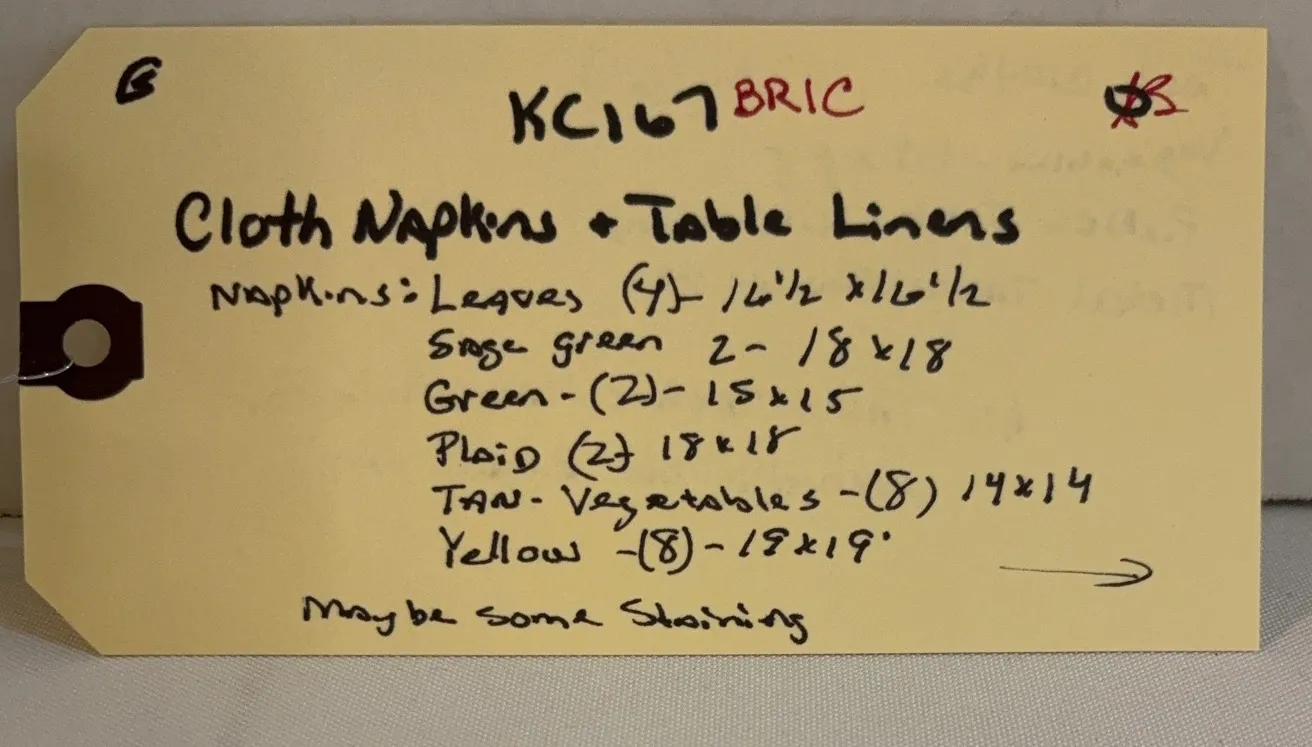 KC167 BRIC
Cloth Napkins + Table Linens
Napkins: Leaves (4)- 16 1/2 x 16 1/2
Sage green 2- 18 x 18
Green - (2) - 15 x 15
Plaid (2) 18 x 18
TAN - Vegetables - (8) 14 x 14
Yellow - (8) - 19 x 19"
Maybe some Staining